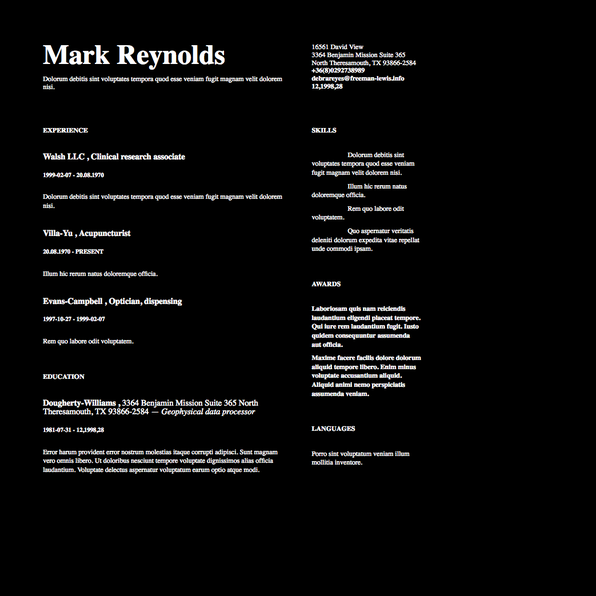 Mark Reynolds
Dolorum debitis sint voluptates tempora quod esse veniam fugit magnam velit dolorem
nisi.
EXPERIENCE
Walsh LLC , Clinical research associate
1999-02-07 - 20.08.1970
Dolorum debitis sint voluptates tempora quod esse veniam fugit magnam velit dolorem
nisi.
Villa-Yu , Acupuncturist
20.08.1970 - PRESENT
Illum hic rerum natus doloremque officia.
Evans-Campbell , Optician, dispensing
1997-10-27 - 1999-02-07
Rem quo labore odit voluptatem.
EDUCATION
Dougherty-Williams , 3364 Benjamin Mission Suite 365 North
Theresamouth, TX 93866-2584 — Geophysical data processor
1981-07-31 - 12,1998,28
Error harum provident error nostrum molestias itaque corrupti adipisci. Sunt magnam
vero omnis libero. Ut doloribus nesciunt tempore voluptate dignissimos alias officia
laudantium. Voluptate delectus aspernatur voluptatum earum optio atque modi.
16561 David View
3354 Benjamin Mission Suite 365
North Theresamouth, TX 93866-2584
+36(8)0292738989
debrareyes@freeman-lewis.info
12,1998,28
SKILLS
Dolorum debitis sint
voluptates tempora quod esse veniam
fugit magnam velit dolorem nisi.
Illum hic rerum natus
doloremque officia.
Rem quo labore odit
voluptatem.
Quo aspernatur veritatis
deleniti dolorum expedita vitae repellat
unde commodi ipsam.
AWARDS
Laboriosam quis nam reiciendis
laudantium eligendi placeat tempore.
Qui iure rem laudantium fugit. Iusto
quidem consequuntur assumenda
aut officia.
Maxime facere facilis dolore dolorum
aliquid tempore libero. Enim minus
voluptate accusantium aliquid.
Aliquid animi nemo perspiciatis
assumenda veniam.
LANGUAGES
Porro sint voluptatum veniam illum
mollitia inventore.